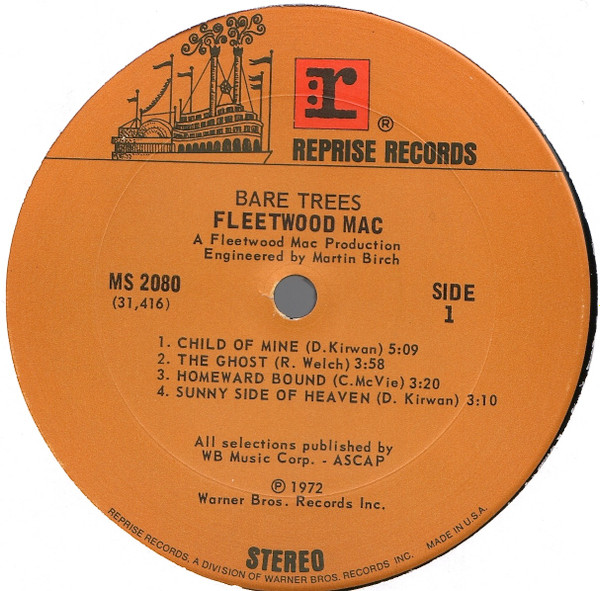 r
®
REPRISE RECORDS
BARE TREES
FLEETWOOD MAC
A Fleetwood Mac Production
Engineered by Martin Birch
MS 2080
(31,416)
SIDE
1
1. CHILD OF MINE (D.Kirwan) 5:09
2. THE GHOST (R. Welch) 3:58
3. HOMEWARD BOUND (C.McVie) 3:20
4. SUNNY SIDE OF HEAVEN (D. Kirwan) 3:10
All selections published by
WB Music Corp. - ASCAP
℗ 1972
Warner Bros. Records Inc.
STEREO
REPRISE RECORDS, A DIVISION OF WARNER BROS. RECORDS INC. MADE IN U.S.A.